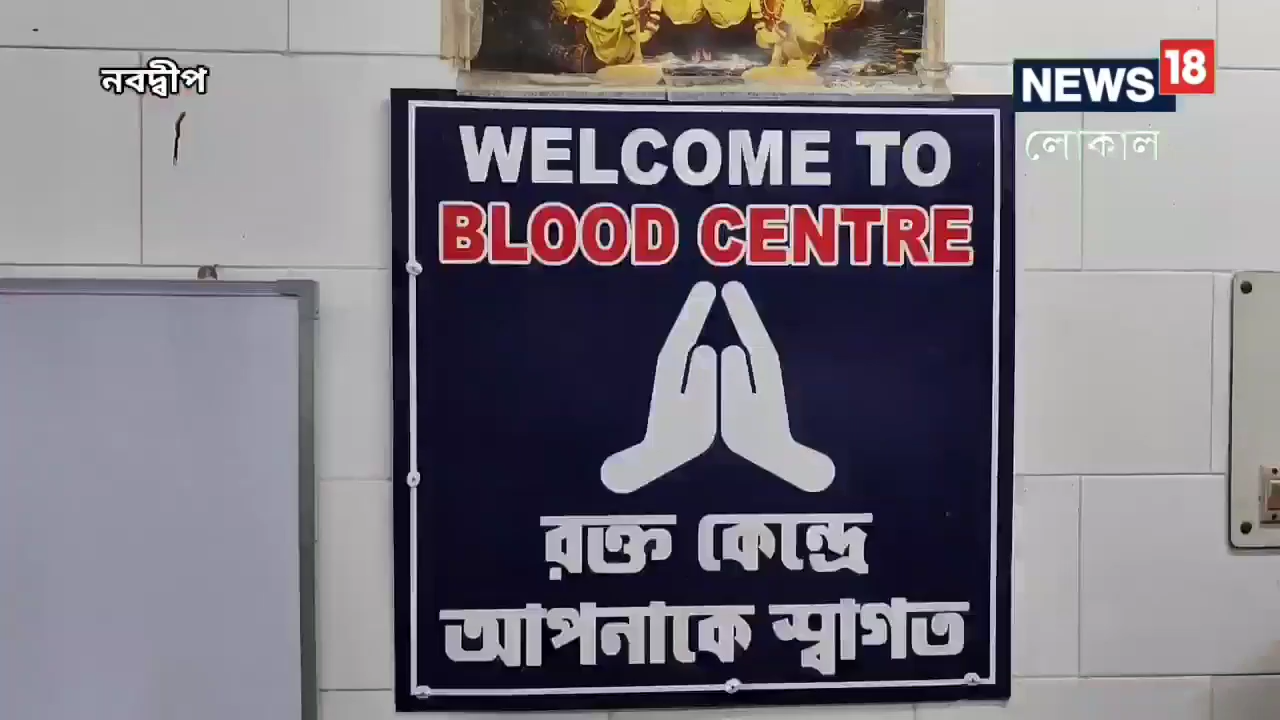 নবদ্বীপ
NEWS18
লোকাল
WELCOME TO
BLOOD CENTRE
রক্ত কেন্দ্রে
আপনাকে স্বাগত